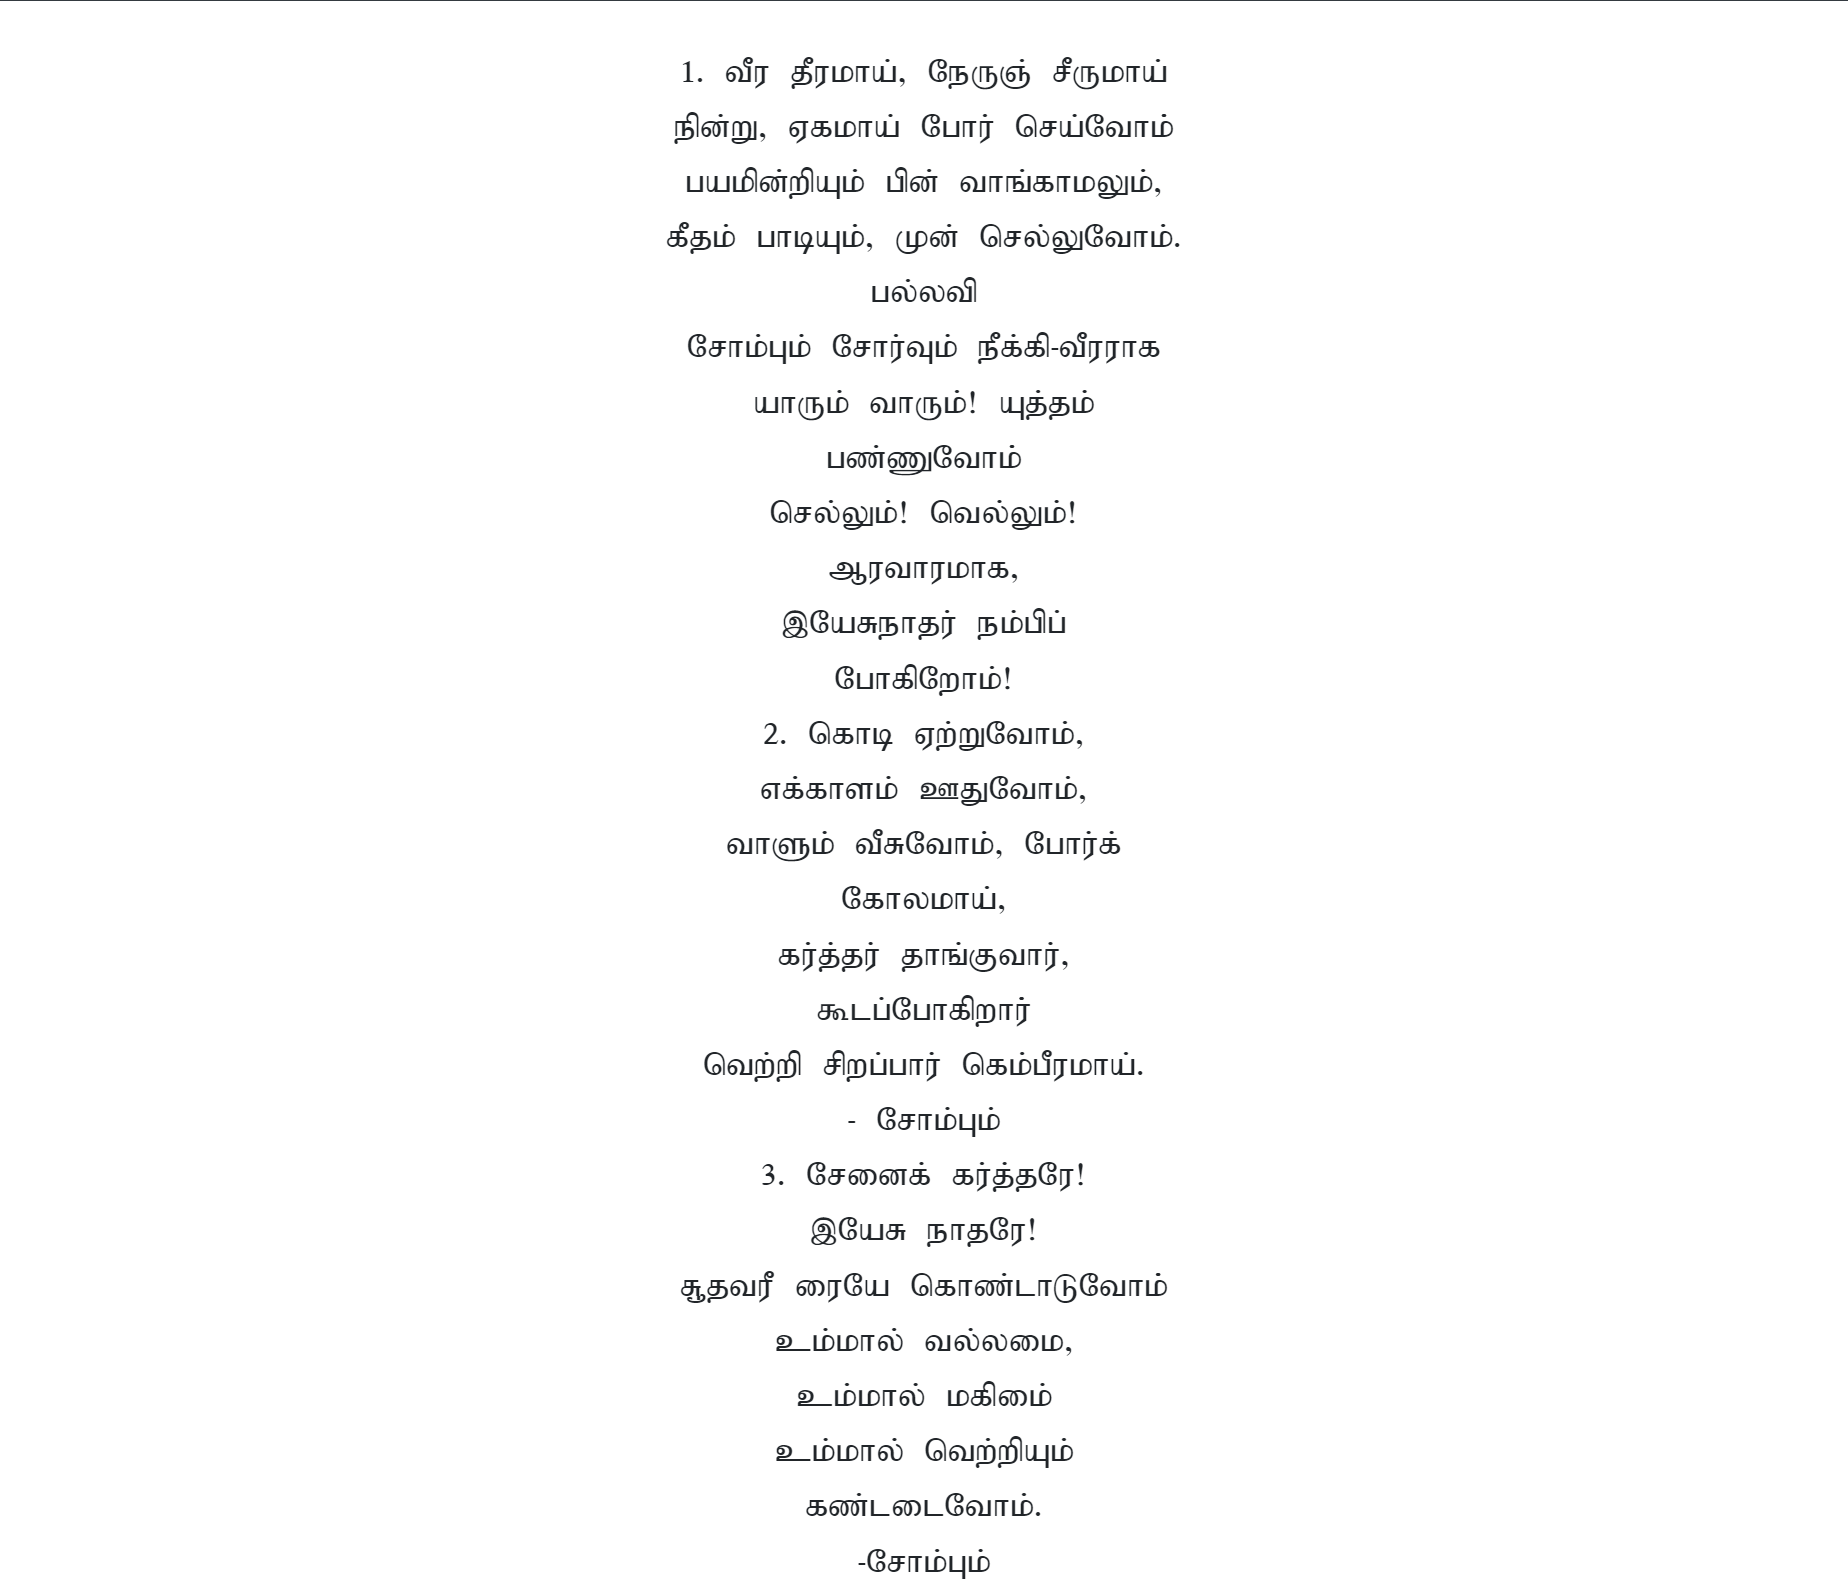 1. வீர தீரமாய், நேருஞ் சீருமாய்
நின்று, ஏகமாய் போர் செய்வோம்
பயமின்றியும் பின் வாங்காமலும்,
கீதம் பாடியும், முன் செல்லுவோம்.
பல்லவி
சோம்பும் சோர்வும் நீக்கி-வீரராக
யாரும் வாரும்! யுத்தம்
பண்ணுவோம்
செல்லும்! வெல்லும்!
ஆரவாரமாக,
இயேசுநாதர் நம்பிப்
போகிறோம்!
2. கொடி ஏற்றுவோம்,
எக்காளம் ஊதுவோம்,
வாளும் வீசுவோம், போர்க்
கோலமாய்,
கர்த்தர் தாங்குவார்,
கூடப்போகிறார்
வெற்றி சிறப்பார் கெம்பீரமாய்.
- சோம்பும்
3. சேனைக் கர்த்தரே!
இயேசு நாதரே!
சூதவரீ ரையே கொண்டாடுவோம்
உம்மால் வல்லமை,
உம்மால் மகிமை்
உம்மால் வெற்றியும்
கண்டடைவோம்.
-சோம்பும்